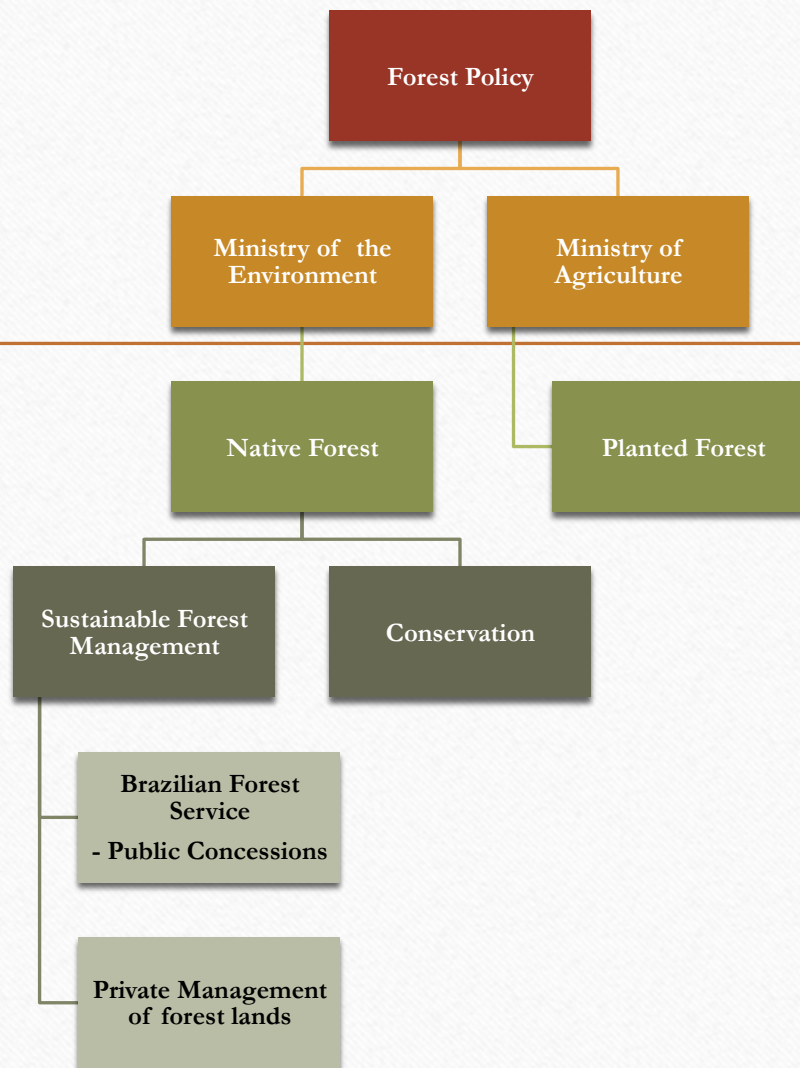 Forest Policy
Ministry of the
Environment
Ministry of
Agriculture
Native Forest
Planted Forest
Sustainable Forest
Management
Conservation
Brazilian Forest
Service
- Public Concessions
Private Management
of forest lands